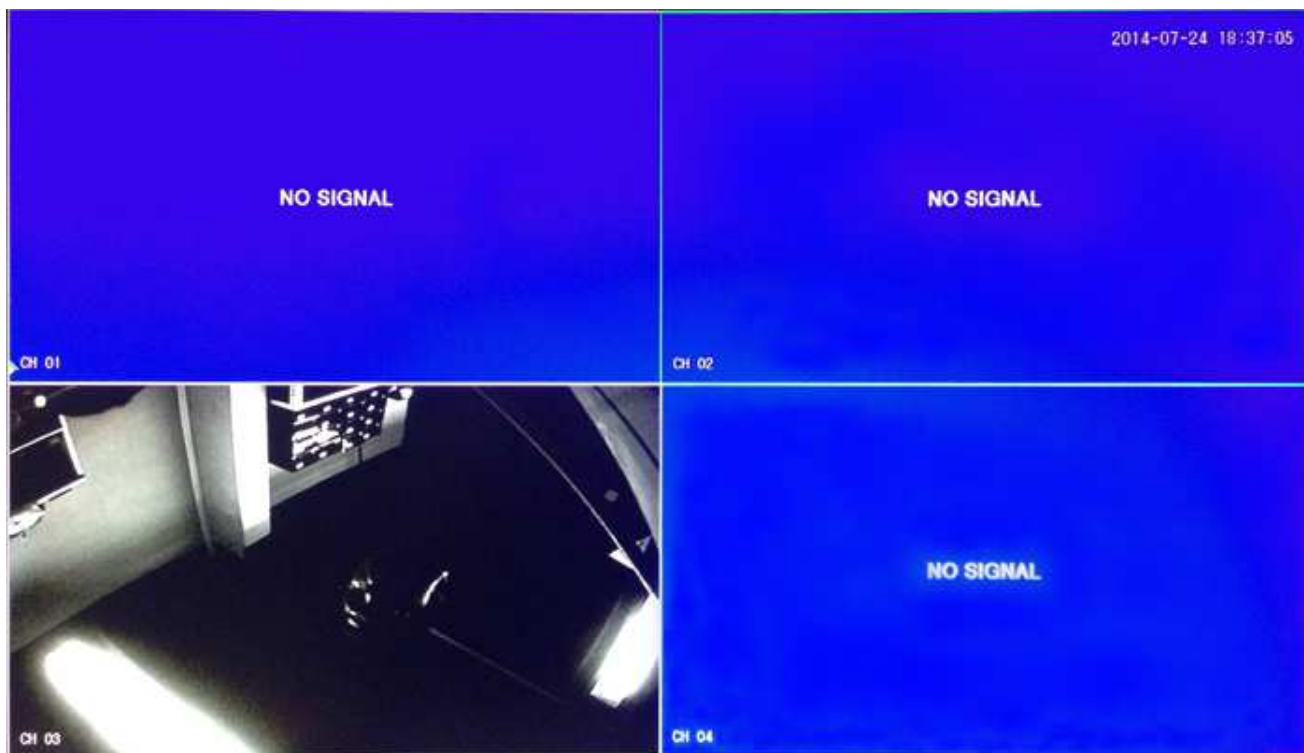 2014-07-24 18:37:05
NO SIGNAL
NO SIGNAL
CH 01
CH 02
NO SIGNAL
CH 03
CH 04